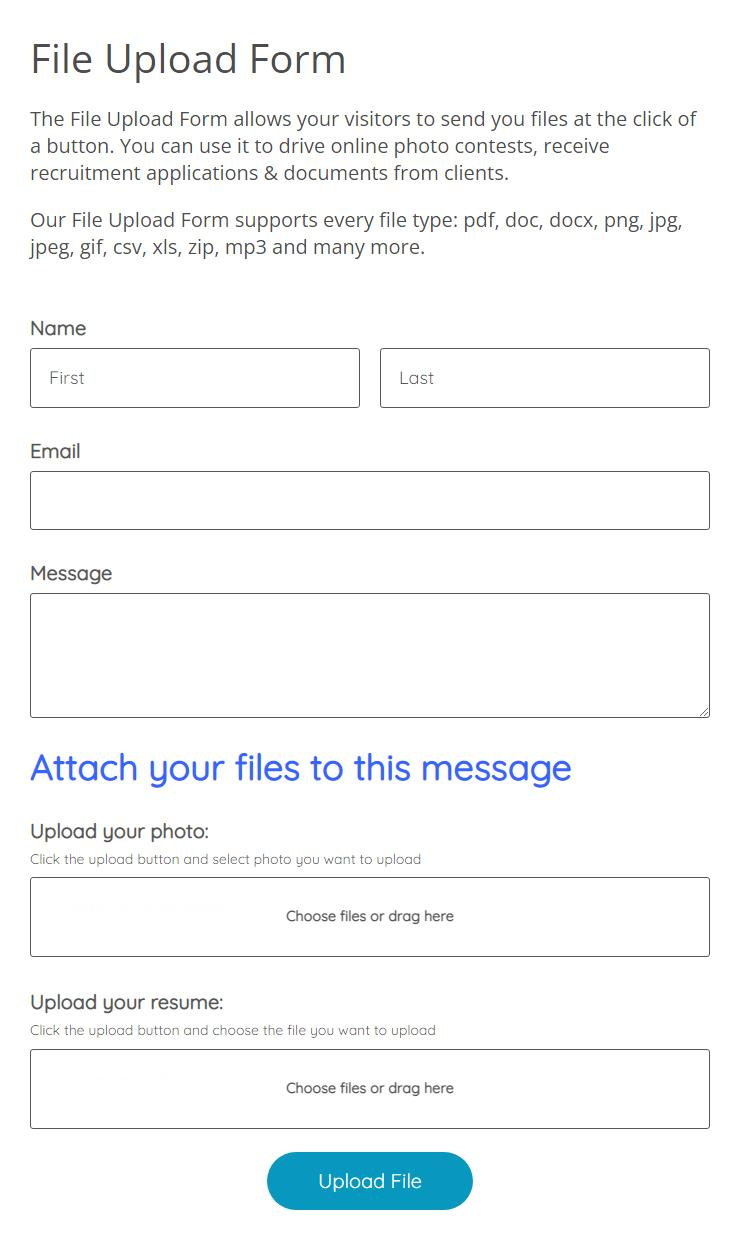 File Upload Form
The File Upload Form allows your visitors to send you files at the click of
a button. You can use it to drive online photo contests, receive
recruitment applications & documents from clients.
Our File Upload Form supports every file type: pdf, doc, docx, png, jpg,
jpeg, gif, csv, xls, zip, mp3 and many more.
Name
First
Last
Email
Message
Attach your files to this message
Upload your photo:
Click the upload button and select photo you want to upload
Choose files or drag here
Upload your resume:
Click the upload button and choose the file you want to upload
Choose files or drag here
Upload File